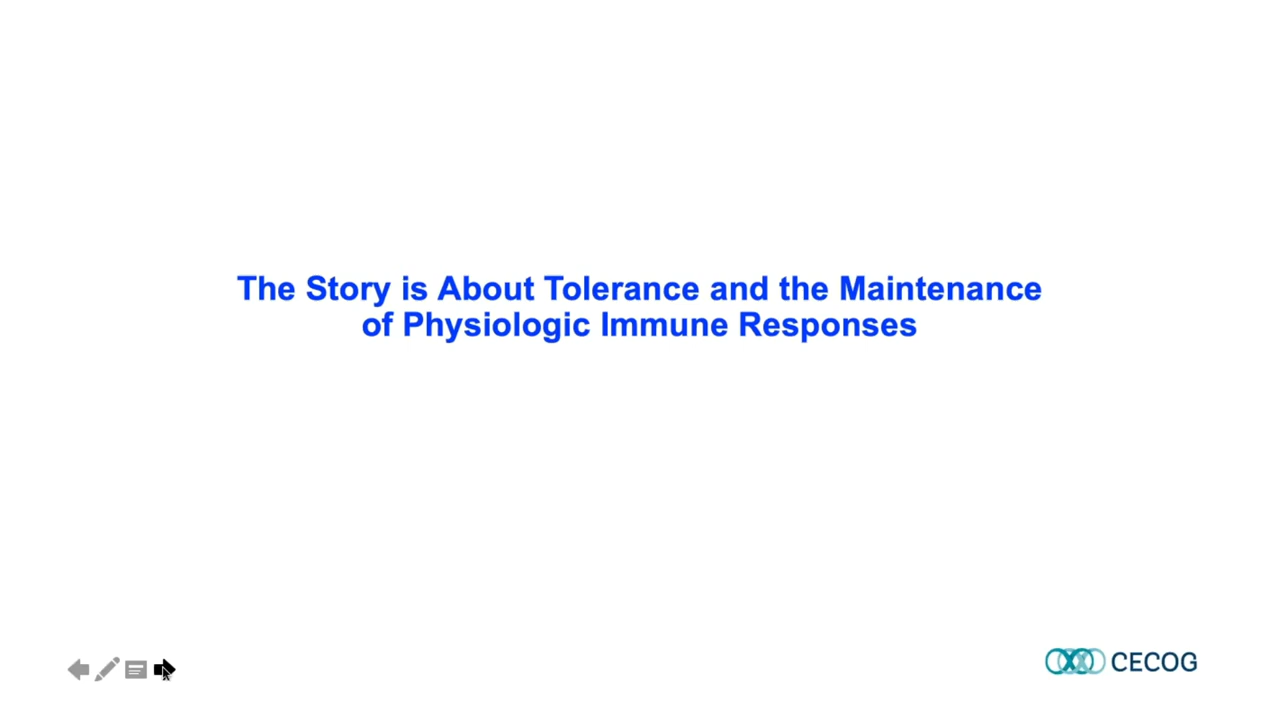 The Story is About Tolerance and the Maintenance
of Physiologic Immune Responses
CECOG